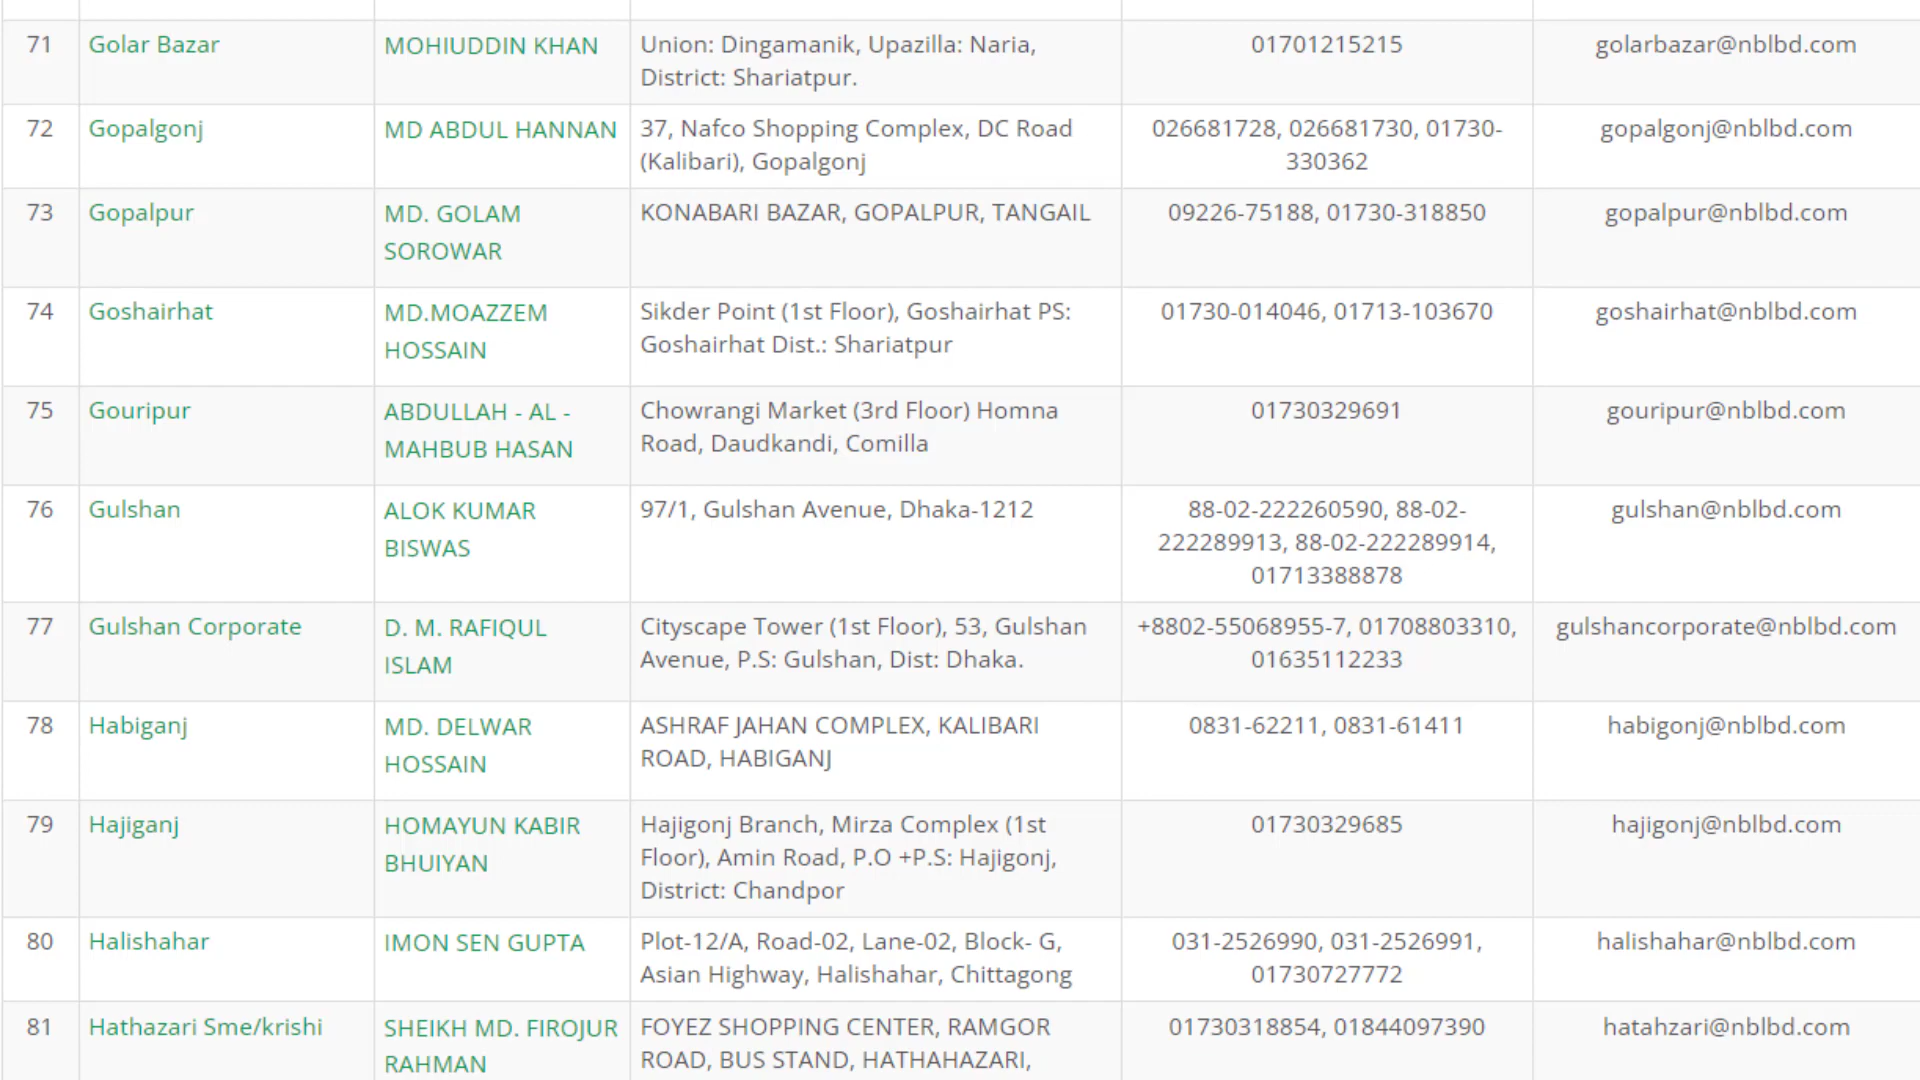 71 Golar Bazar MOHIUDDIN KHAN Union: Dingamanik, Upazilla: Naria, 01701215215 golarbazar@nblbd.com
District: Shariatpur.
72 Gopalgonj MD ABDUL HANNAN 37, Nafco Shopping Complex, DC Road 026681728, 026681730, 01730- gopalgonj@nblbd.com
(Kalibari), Gopalgonj 330362
73 Gopalpur MD. GOLAM KONABARI BAZAR, GOPALPUR, TANGAIL 09226-75188, 01730-318850 gopalpur@nblbd.com
SOROWAR
74 Goshairhat MD.MOAZZEM Sikder Point (1st Floor), Goshairhat PS: 01730-014046, 01713-103670 goshairhat@nblbd.com
HOSSAIN Goshairhat Dist.: Shariatpur
75 Gouripur ABDULLAH - AL - Chowrangi Market (3rd Floor) Homna 01730329691 gouripur@nblbd.com
MAHBUB HASAN Road, Daudkandi, Comilla
76 Gulshan ALOK KUMAR 97/1, Gulshan Avenue, Dhaka-1212 88-02-222260590, 88-02- gulshan@nblbd.com
BISWAS 222289913, 88-02-222289914,
01713388878
77 Gulshan Corporate D. M. RAFIQUL Cityscape Tower (1st Floor), 53, Gulshan +8802-55068955-7, 01708803310, gulshancorporate@nblbd.com
ISLAM Avenue, P.S: Gulshan, Dist: Dhaka. 01635112233
78 Habiganj MD. DELWAR ASHRAF JAHAN COMPLEX, KALIBARI 0831-62211, 0831-61411 habigonj@nblbd.com
HOSSAIN ROAD, HABIGANJ
79 Hajiganj HOMAYUN KABIR Hajigonj Branch, Mirza Complex (1st 01730329685 hajigonj@nblbd.com
BHUIYAN Floor), Amin Road, P.O +P.S: Hajigonj,
District: Chandpor
80 Halishahar IMON SEN GUPTA Plot-12/A, Road-02, Lane-02, Block- G, 031-2526990, 031-2526991, halishahar@nblbd.com
Asian Highway, Halishahar, Chittagong 01730727772
81 Hathazari Sme/krishi SHEIKH MD. FIROJUR FOYEZ SHOPPING CENTER, RAMGOR 01730318854, 01844097390 hatahzari@nblbd.com
RAHMAN ROAD, BUS STAND, HATHAHAZARI,